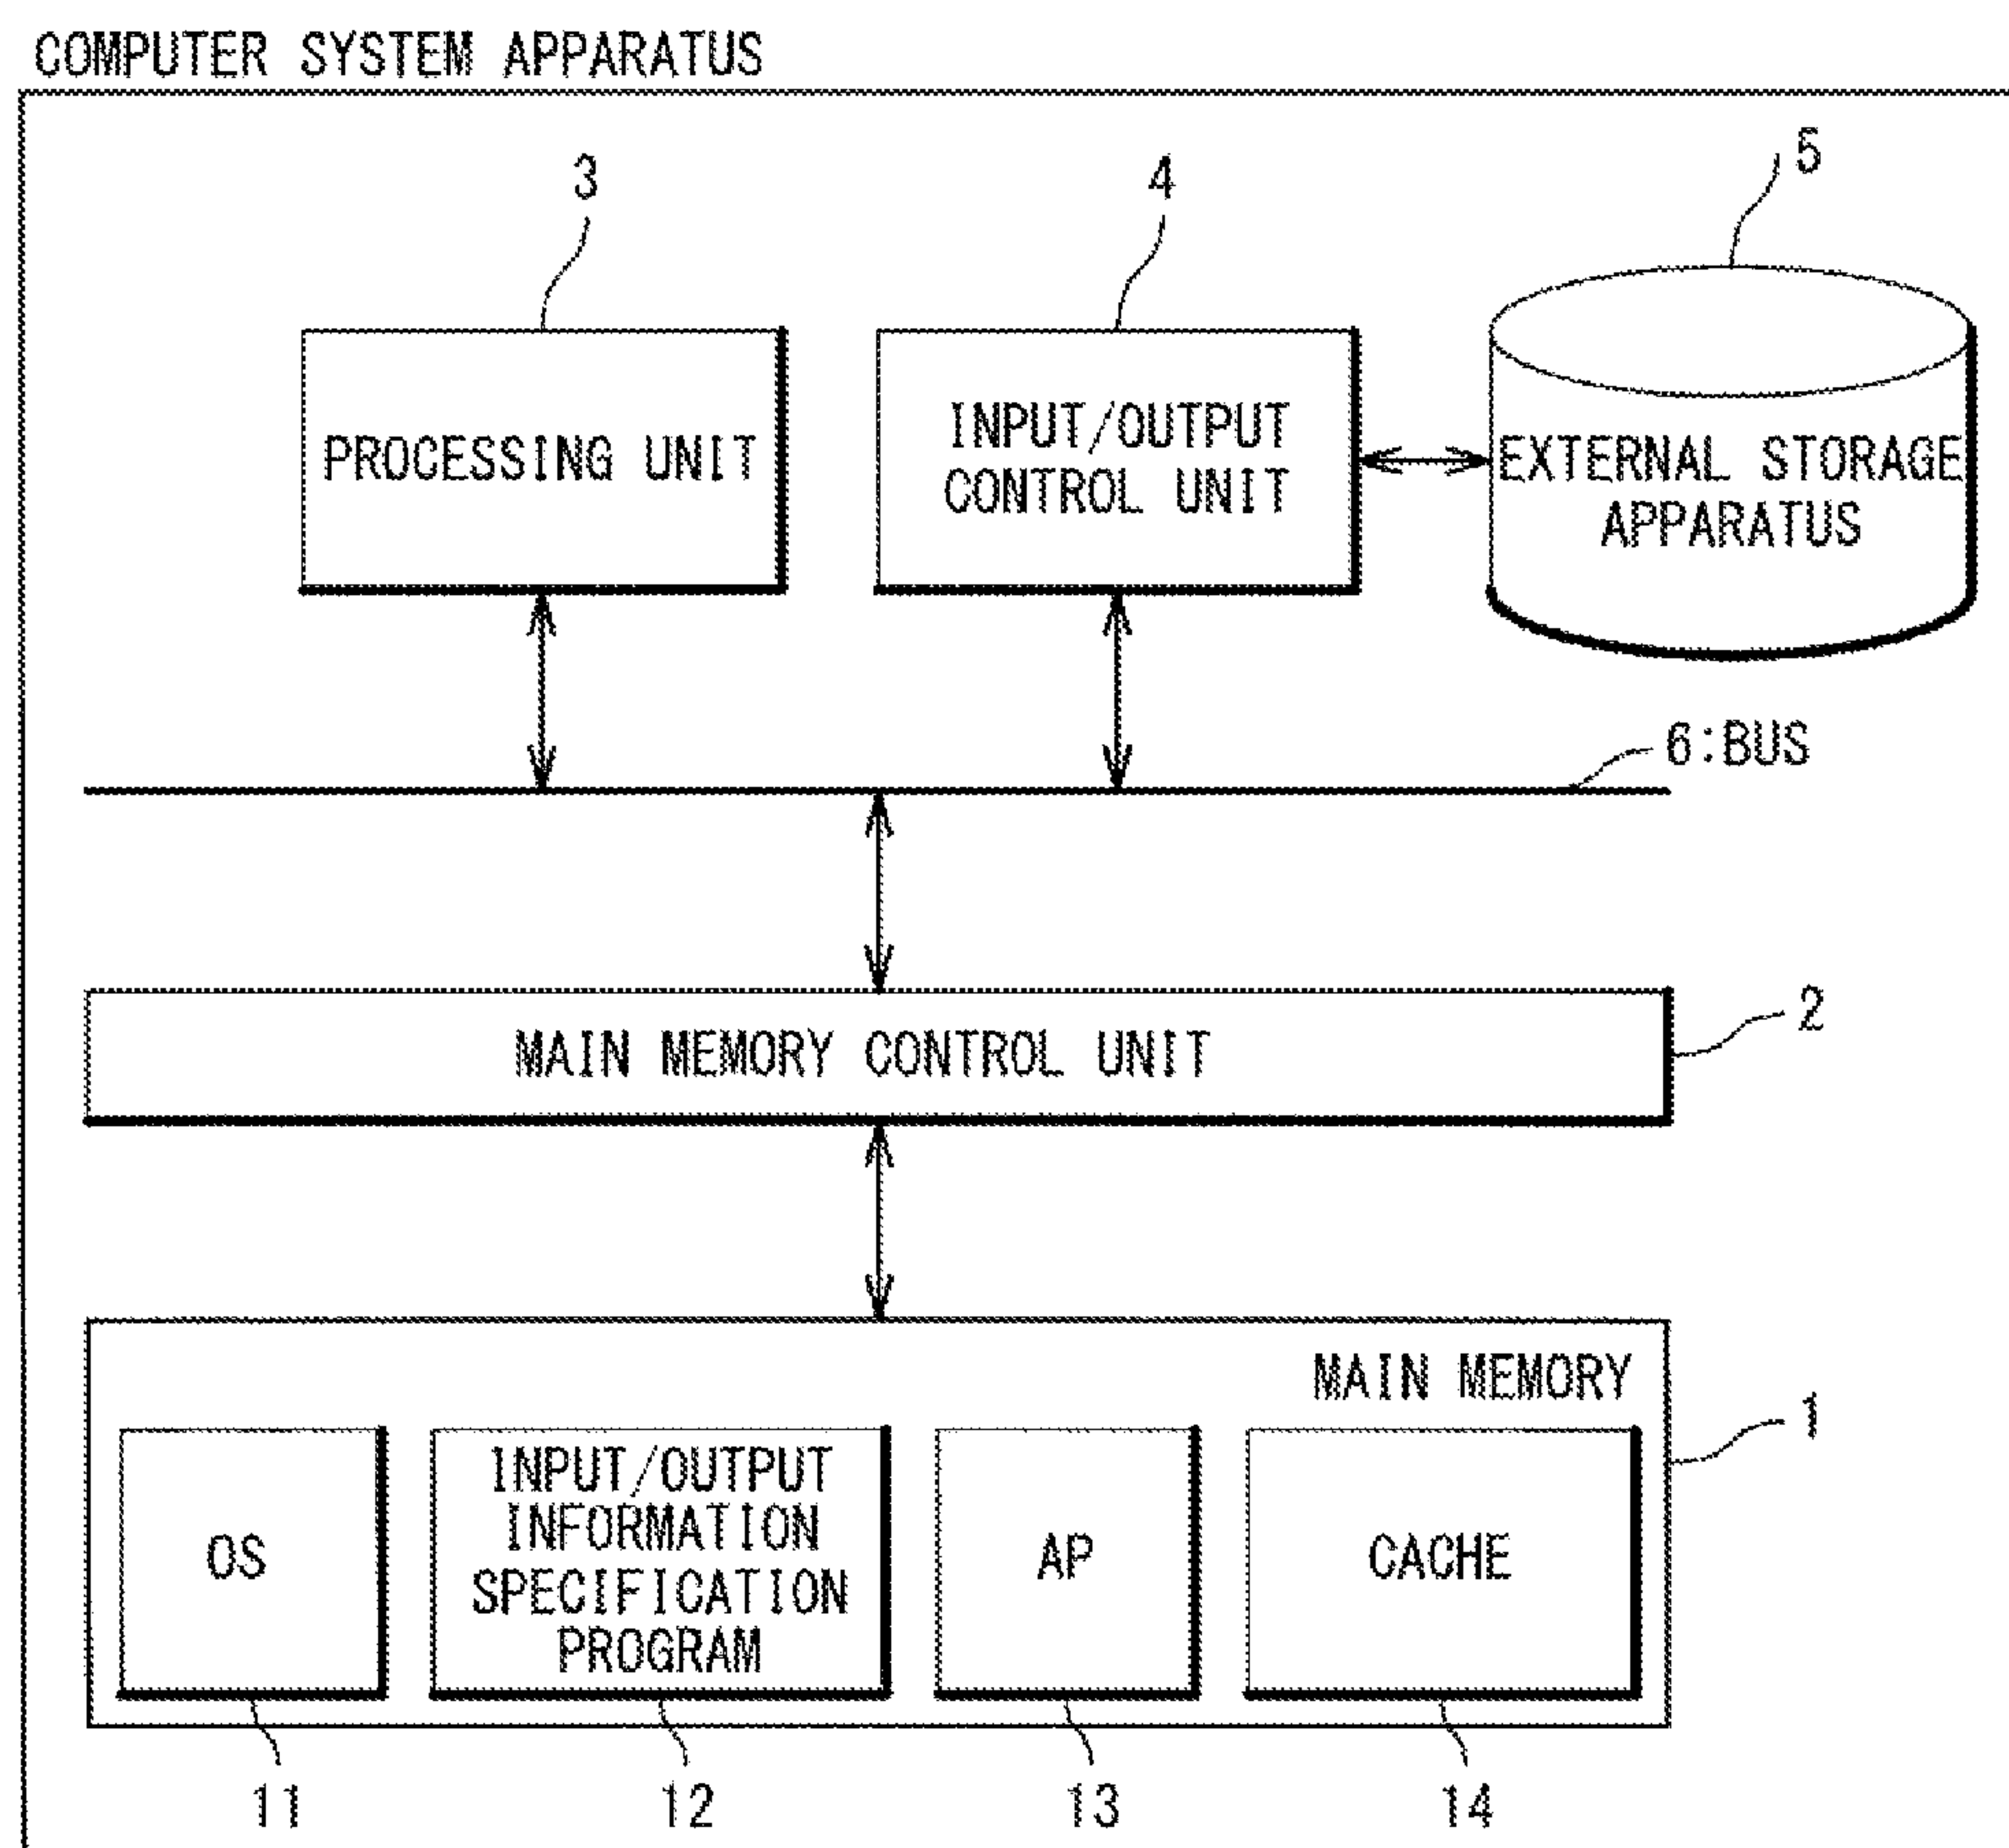 COMPUTER SYSTEM APPARATUS
3
4
5
PROCESSING UNIT
INPUT/OUTPUT
CONTROL UNIT
EXTERNAL STORAGE
APPARATUS
6:BUS
MAIN MEMORY CONTROL UNIT
2
MAIN MEMORY
1
OS
INPUT/OUTPUT
INFORMATION
SPECIFICATION
PROGRAM
AP
CACHE
11
12
13
14